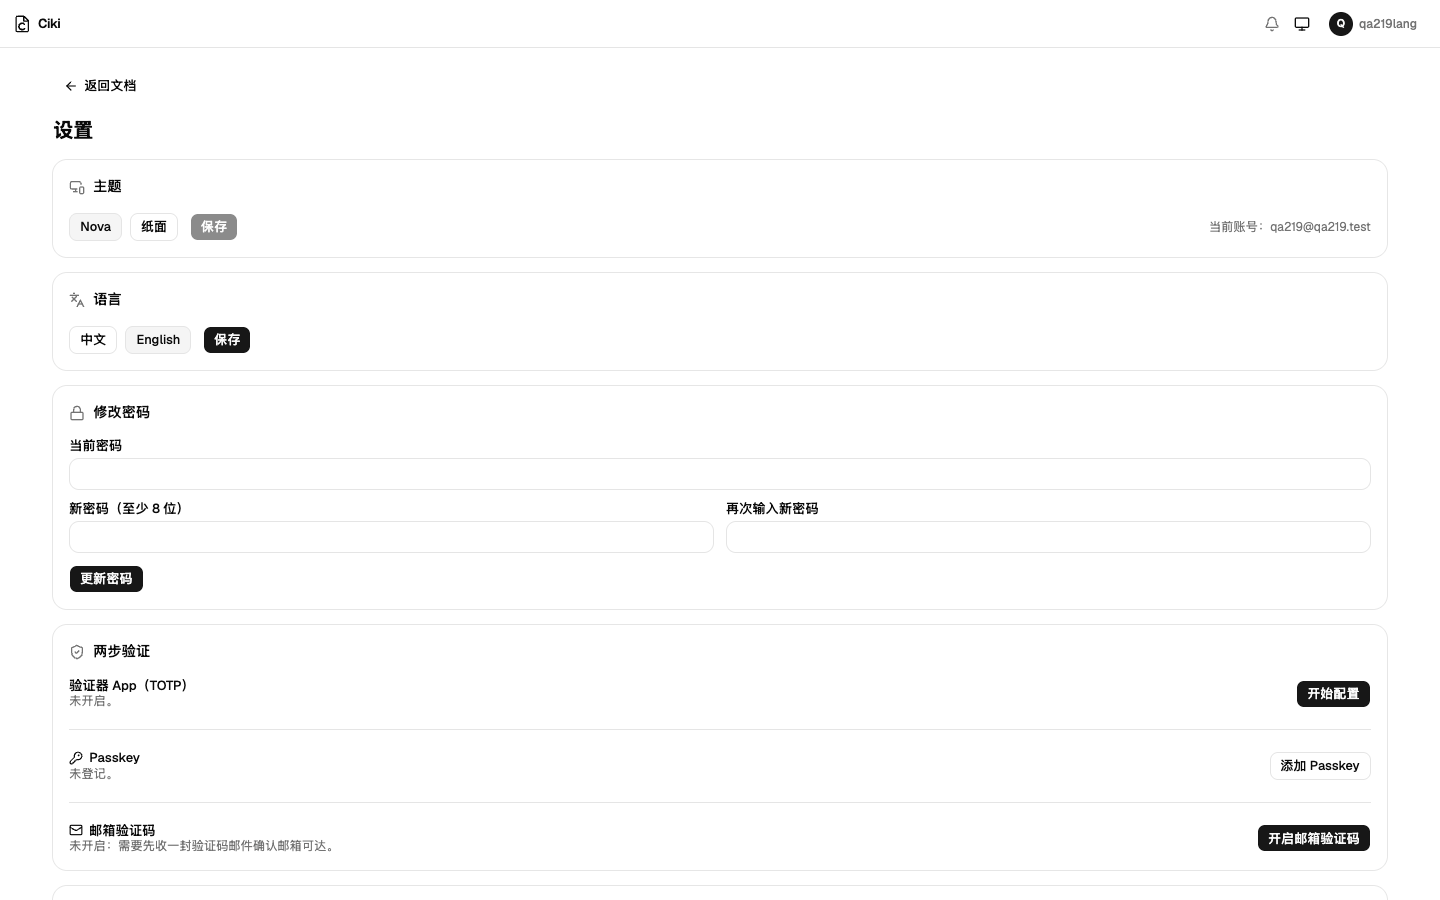 Ciki
Q qa219lang
返回文档
设置
主题
Nova 纸面 保存 当前账号：qa219@qa219.test
语言
中文 English 保存
修改密码
当前密码
新密码（至少 8 位） 再次输入新密码
更新密码
两步验证
验证器 App（TOTP）
未开启。
开始配置
Passkey
未登记。
添加 Passkey
邮箱验证码
未开启：需要先收一封验证码邮件确认邮箱可达。
开启邮箱验证码